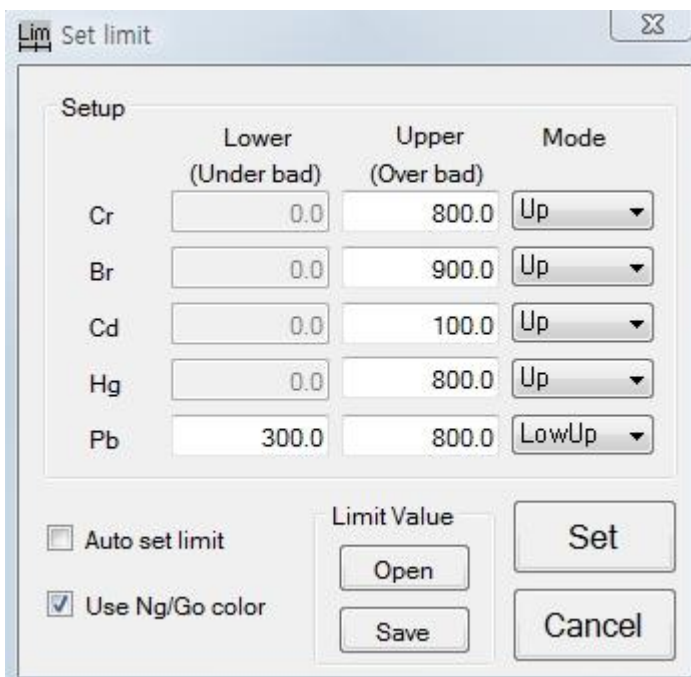 Lim Set limit
Setup
Lower Upper Mode
(Under bad) (Over bad)
Cr 0.0 800.0 Up
Br 0.0 900.0 Up
Cd 0.0 100.0 Up
Hg 0.0 800.0 Up
Pb 300.0 800.0 LowUp
Auto set limit
Use Ng/Go color
Limit Value
Open
Save
Set
Cancel